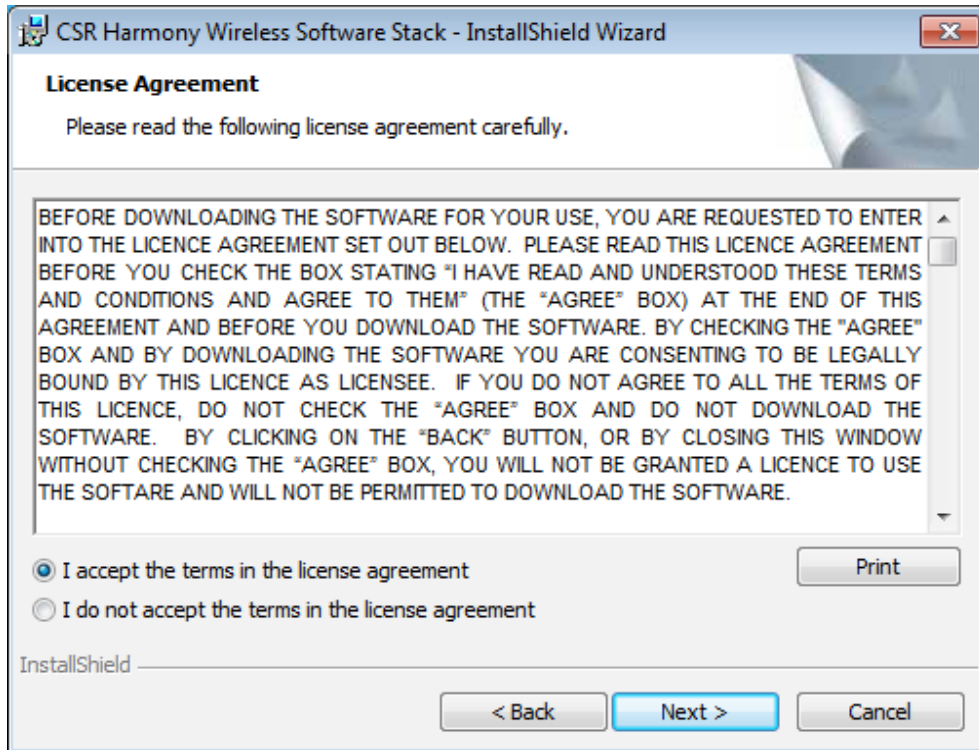 CSR Harmony Wireless Software Stack - InstallShield Wizard
License Agreement
Please read the following license agreement carefully.
BEFORE DOWNLOADING THE SOFTWARE FOR YOUR USE, YOU ARE REQUESTED TO ENTER
INTO THE LICENCE AGREEMENT SET OUT BELOW. PLEASE READ THIS LICENCE AGREEMENT
BEFORE YOU CHECK THE BOX STATING “I HAVE READ AND UNDERSTOOD THESE TERMS
AND CONDITIONS AND AGREE TO THEM” (THE “AGREE” BOX) AT THE END OF THIS
AGREEMENT AND BEFORE YOU DOWNLOAD THE SOFTWARE. BY CHECKING THE "AGREE"
BOX AND BY DOWNLOADING THE SOFTWARE YOU ARE CONSENTING TO BE LEGALLY
BOUND BY THIS LICENCE AS LICENSEE. IF YOU DO NOT AGREE TO ALL THE TERMS OF
THIS LICENCE, DO NOT CHECK THE “AGREE” BOX AND DO NOT DOWNLOAD THE
SOFTWARE. BY CLICKING ON THE “BACK” BUTTON, OR BY CLOSING THIS WINDOW
WITHOUT CHECKING THE “AGREE” BOX, YOU WILL NOT BE GRANTED A LICENCE TO USE
THE SOFTARE AND WILL NOT BE PERMITTED TO DOWNLOAD THE SOFTWARE.
I accept the terms in the license agreement
Print
I do not accept the terms in the license agreement
InstallShield
< Back Next > Cancel